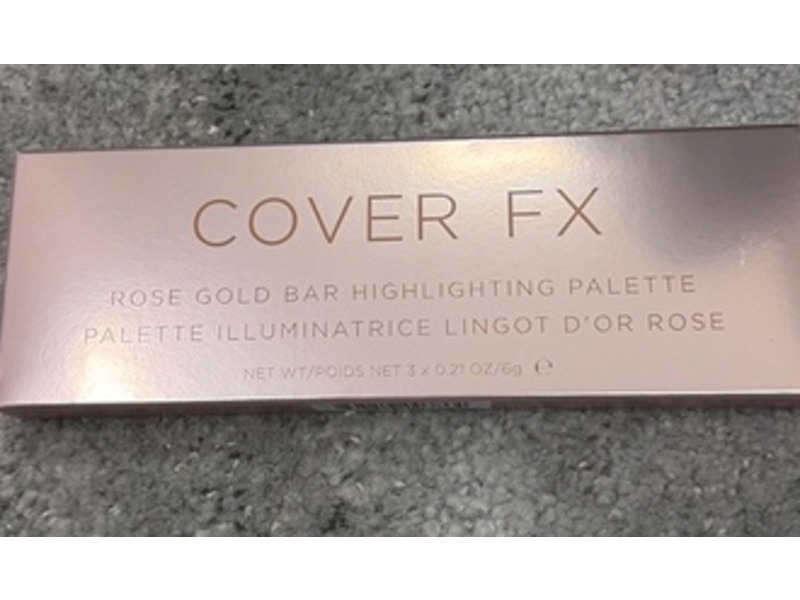 COVER FX
ROSE GOLD BAR HIGHLIGHTING PALETTE
PALETTE ILLUMINATRICE LINGOT D'OR ROSE
NET WT/POIDS NET 3 x 0.21 OZ/6g ℮